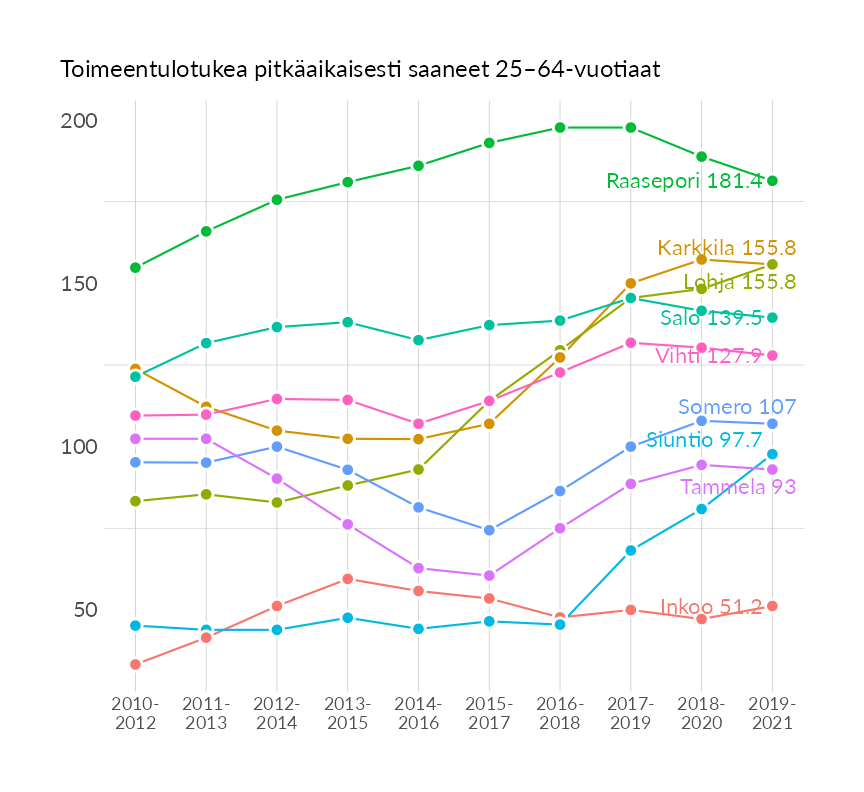 Toimeentulotukea pitkäaikaisesti saaneet 25–64-vuotiaat
200
Raasepori 181.4
Karkkila 155.8
150
Lohja 155.8
Salo 139.5
Vihti 127.9
Somero 107
100
Siuntio 97.7
Tammela 93
50
Inkoo 51.2
2010- 2011- 2012- 2013- 2014- 2015- 2016- 2017- 2018- 2019-
2012 2013 2014 2015 2016 2017 2018 2019 2020 2021